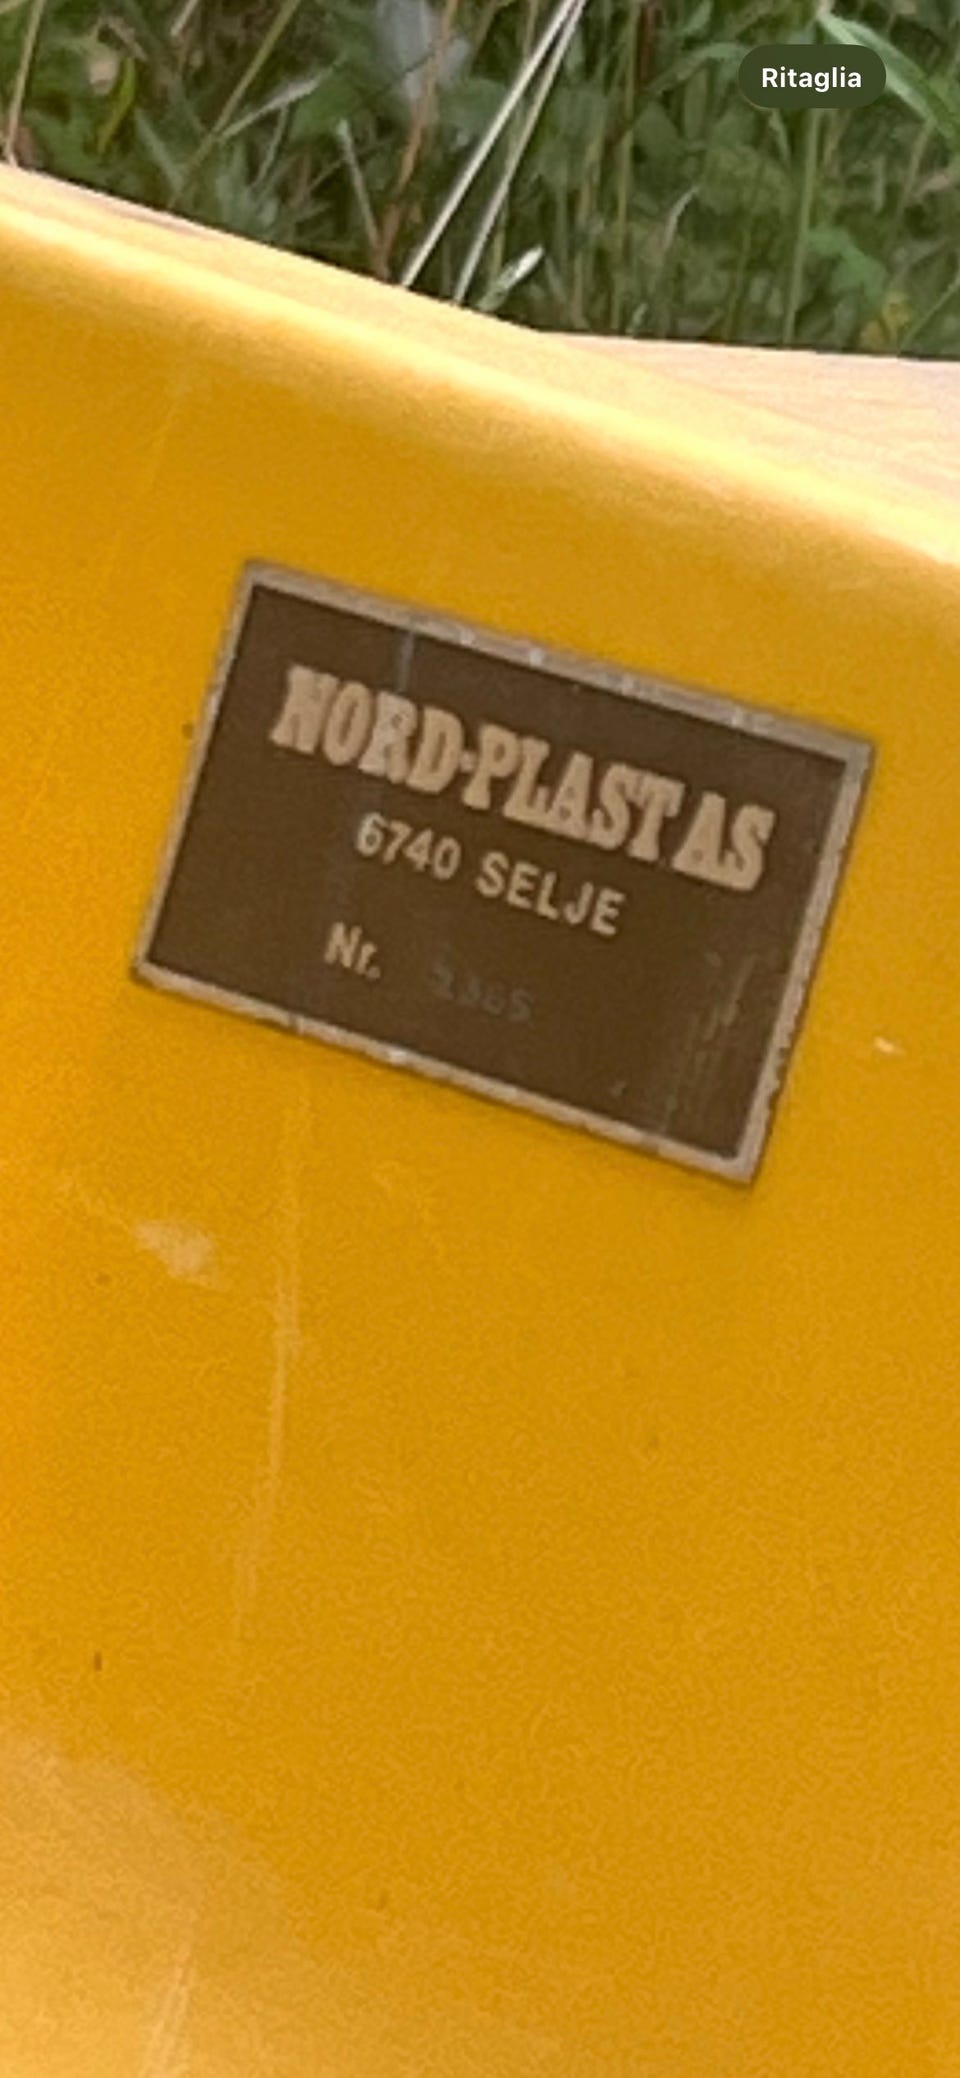 Ritaglia
NORD-PLAST AS
6740 SELJE
Nr.